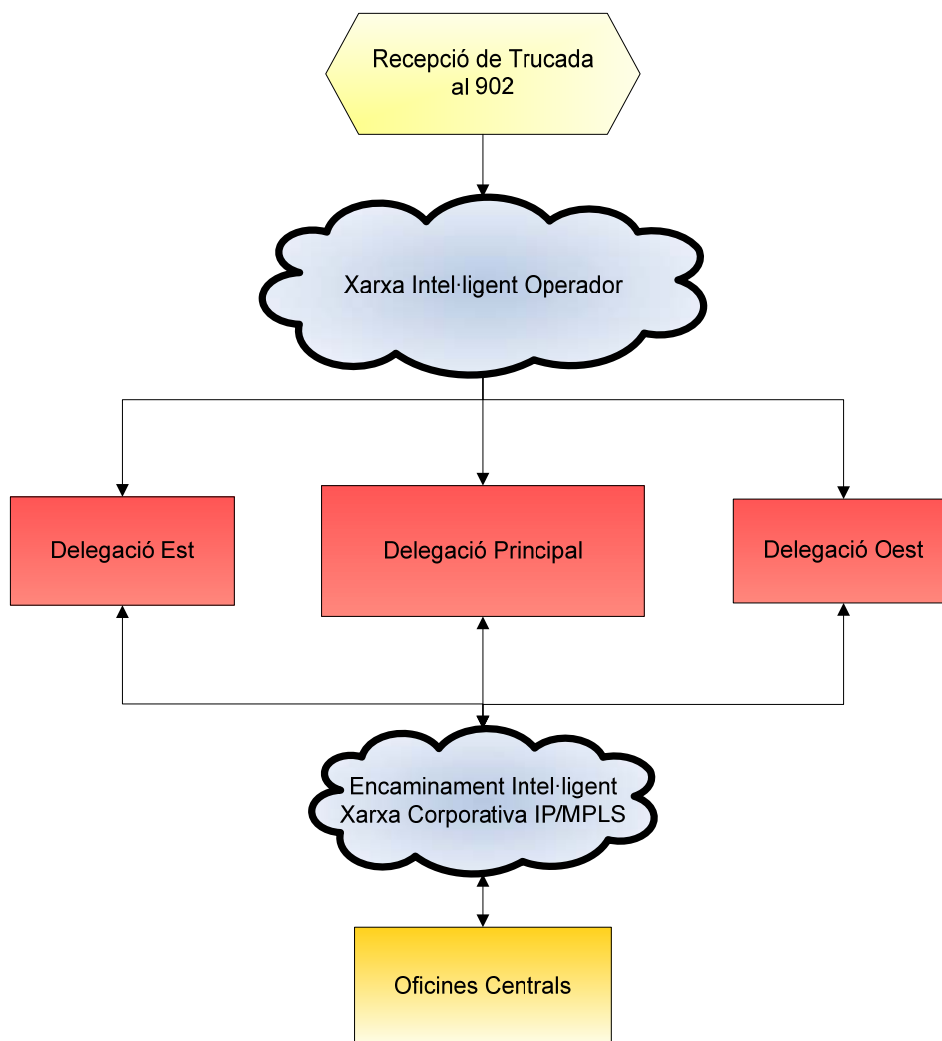 Recepció de Trucada
al 902
Xarxa Intel·ligent Operador
Delegació Est
Delegació Principal
Delegació Oest
Encaminament Intel·ligent
Xarxa Corporativa IP/MPLS
Oficines Centrals